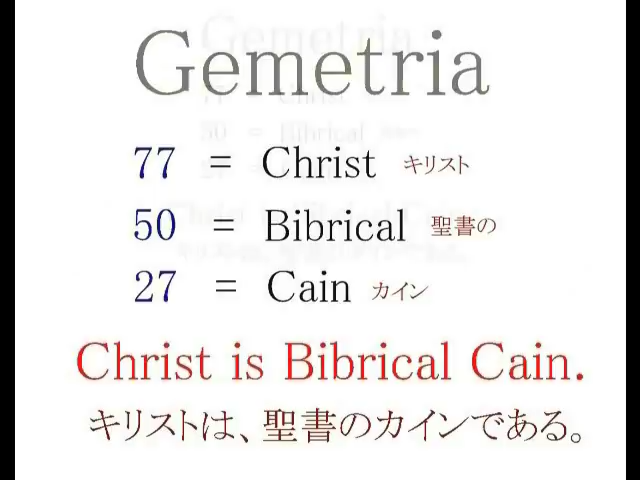 Gemetria
77 = Christ キリスト
50 = Bibrical 聖書の
27 = Cain カイン
Christ is Bibrical Cain.
キリストは、聖書のカインである。